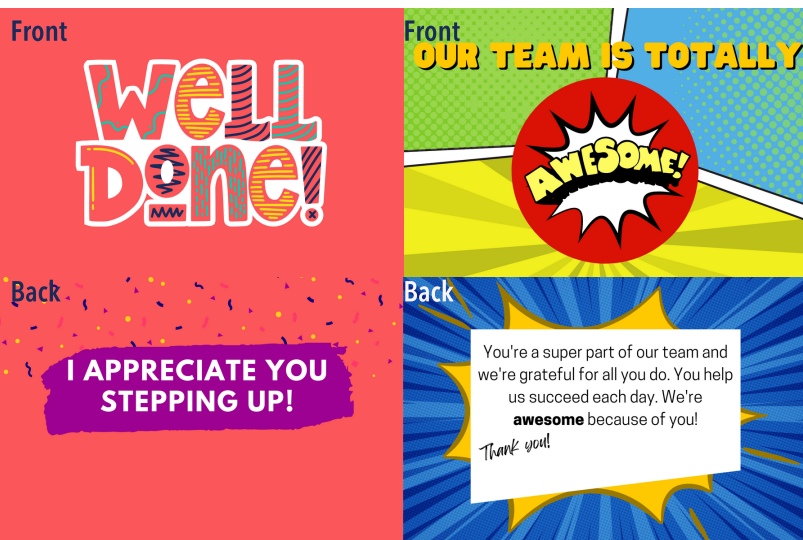 Front
WeLL
Done!
Front
OUR TEAM IS TOTALLY
AWESOME!
Back
I APPRECIATE YOU
STEPPING UP!
Back
You're a super part of our team and
we're grateful for all you do. You help
us succeed each day. We're
awesome because of you!
Thank you!